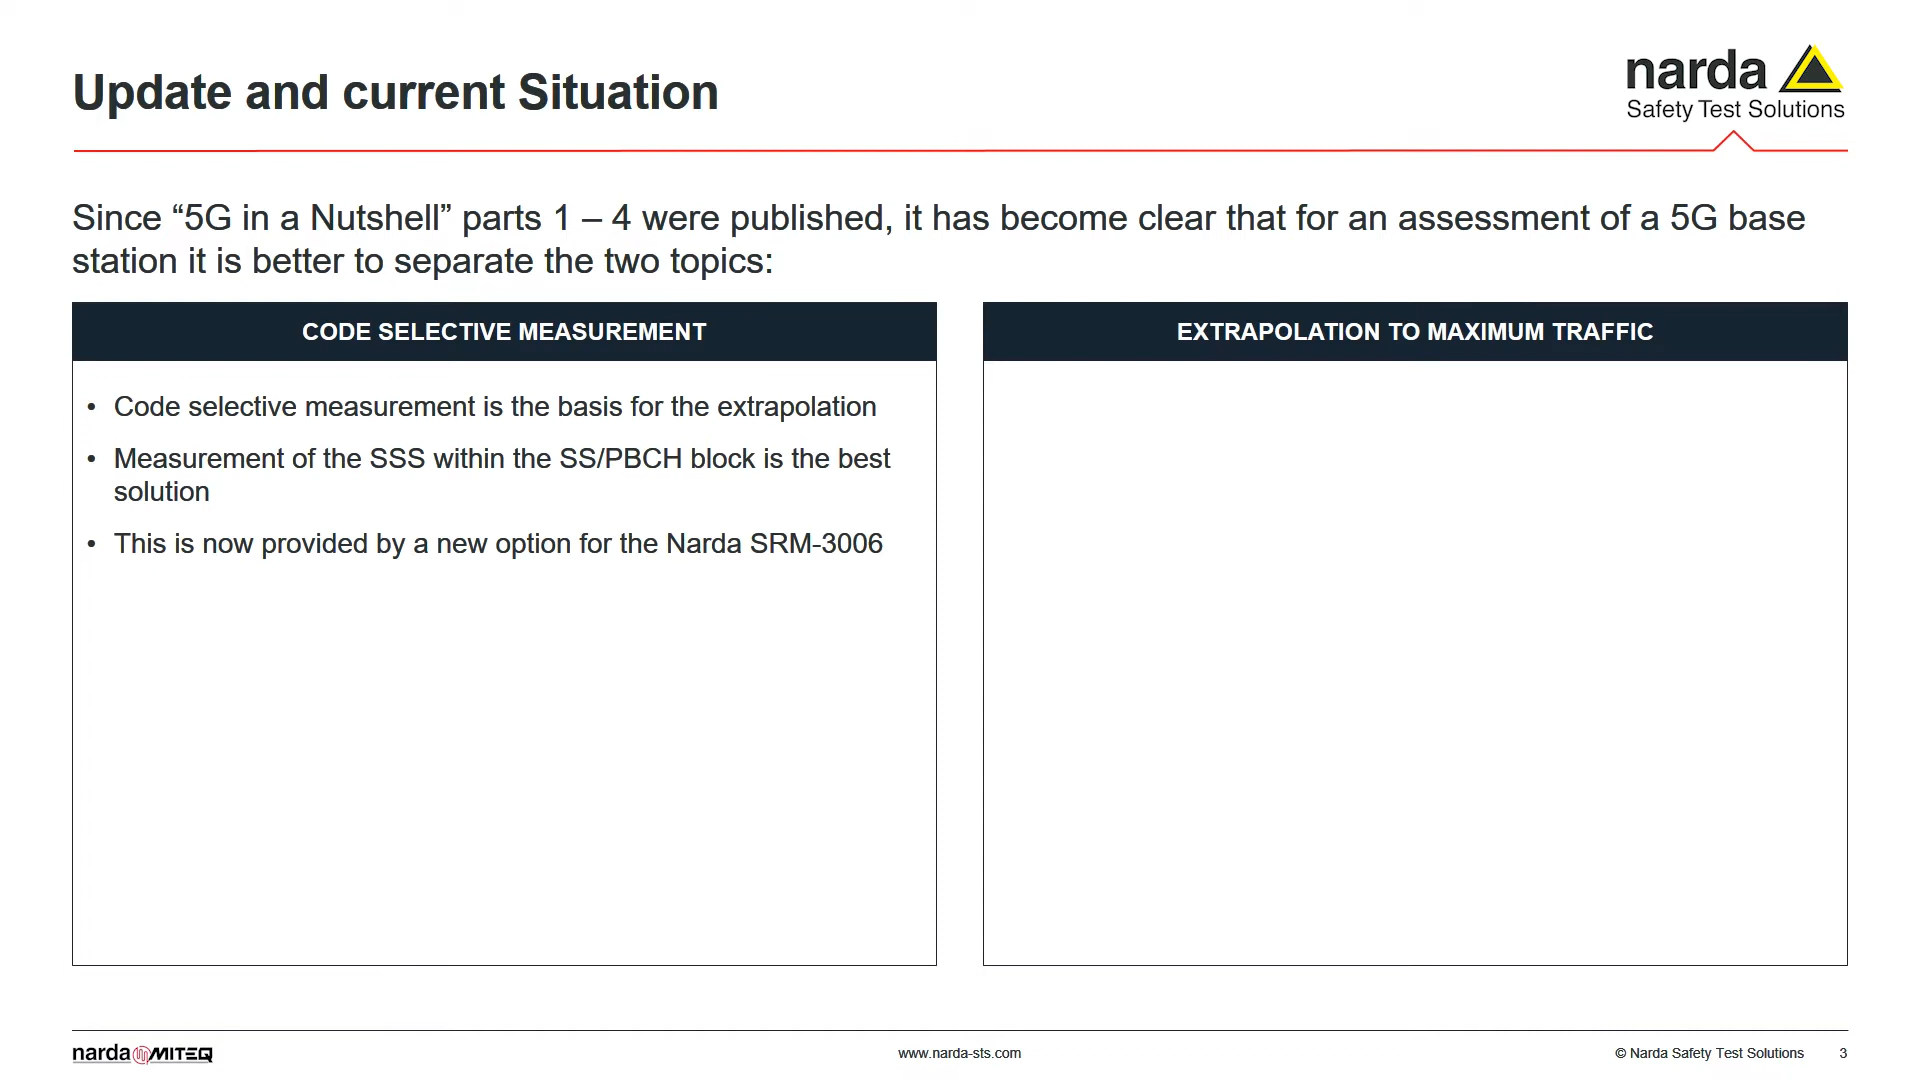 Update and current Situation
narda
Safety Test Solutions
Since “5G in a Nutshell” parts 1 – 4 were published, it has become clear that for an assessment of a 5G base
station it is better to separate the two topics:
CODE SELECTIVE MEASUREMENT
• Code selective measurement is the basis for the extrapolation
• Measurement of the SSS within the SS/PBCH block is the best
solution
• This is now provided by a new option for the Narda SRM-3006
EXTRAPOLATION TO MAXIMUM TRAFFIC
narda MITEQ
www.narda-sts.com
© Narda Safety Test Solutions 3